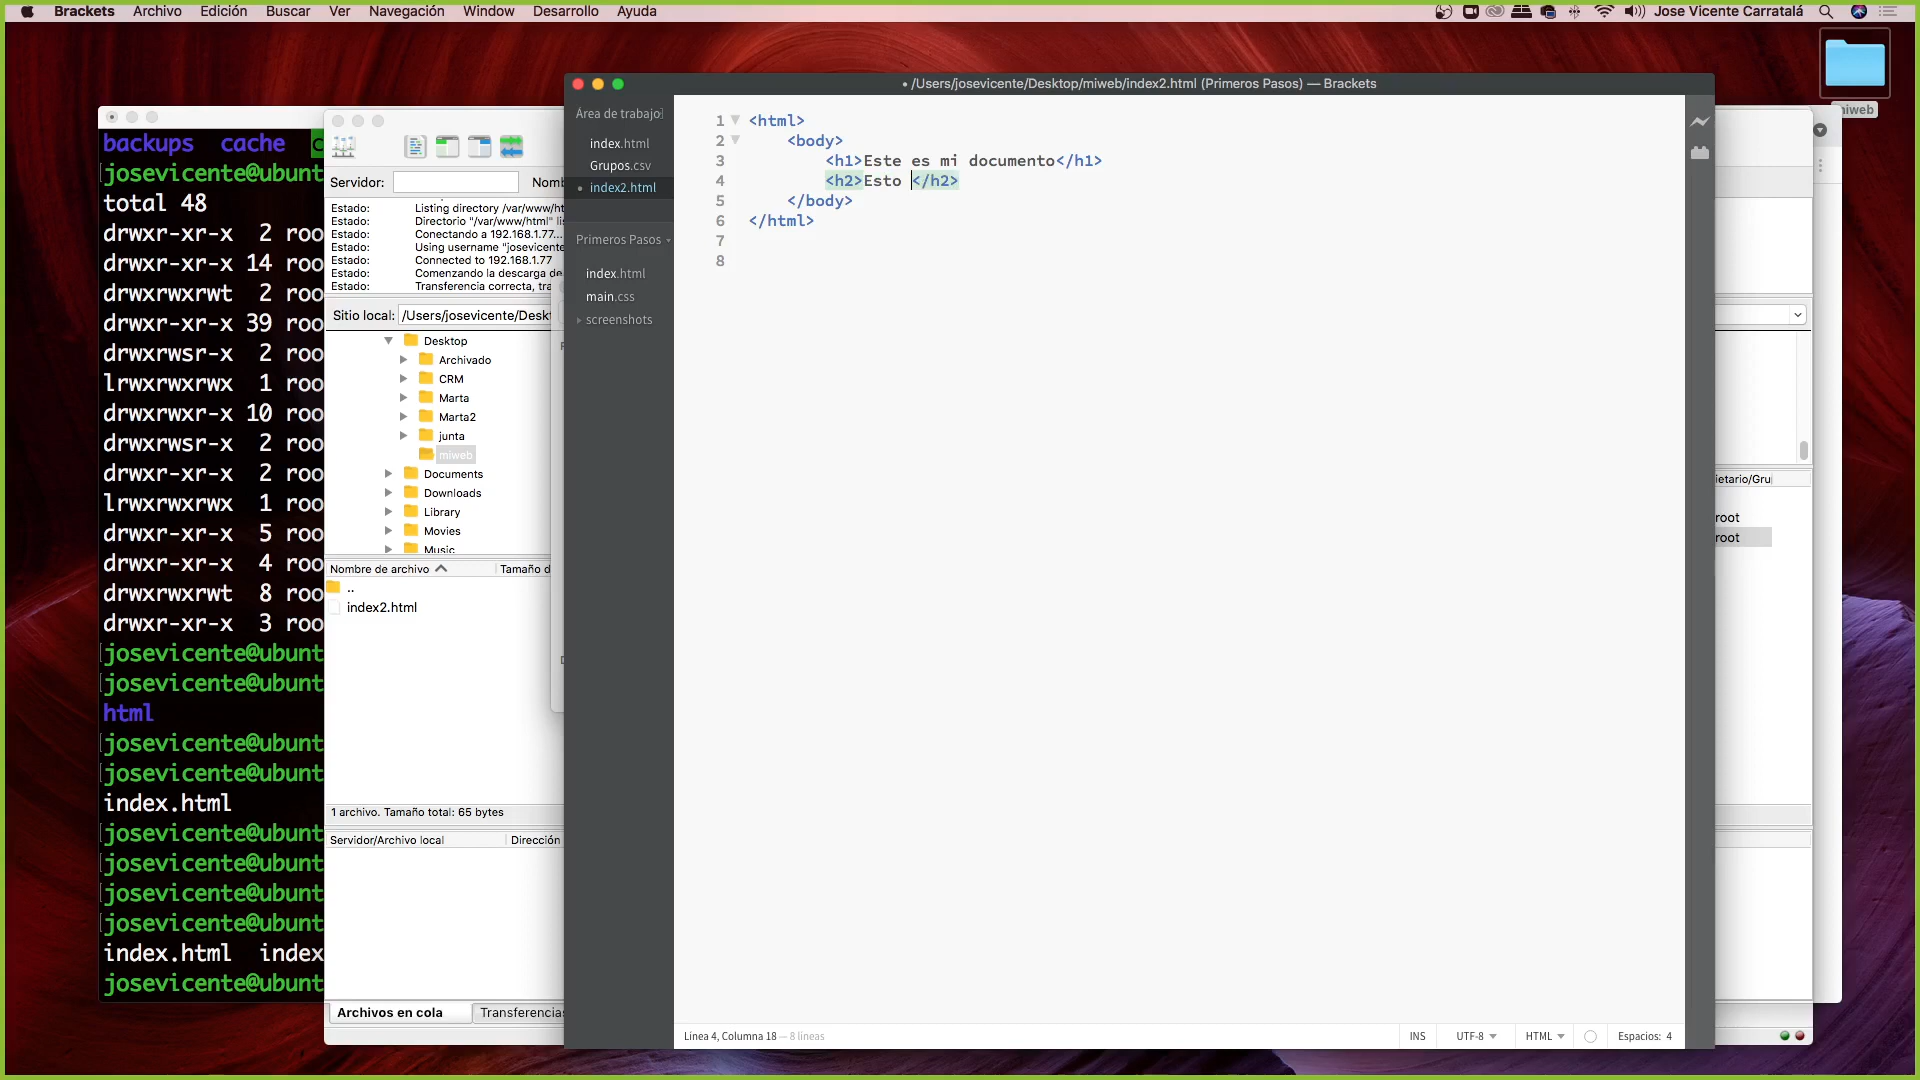 Brackets Archivo Edición Buscar Ver Navegación Window Desarrollo Ayuda Jose Vicente Carratalá
miweb
• /Users/josevicente/Desktop/miweb/index2.html (Primeros Pasos) — Brackets
backups cache
josevicente@ubunt
total 48
drwxr-xr-x 2 roo
drwxr-xr-x 14 roo
drwxrwxrwt 2 roo
drwxr-xr-x 39 roo
drwxrwsr-x 2 roo
lrwxrwxrwx 1 roo
drwxrwxr-x 10 roo
drwxrwsr-x 2 roo
drwxr-xr-x 2 roo
lrwxrwxrwx 1 roo
drwxr-xr-x 5 roo
drwxr-xr-x 4 roo
drwxrwxrwt 8 roo
drwxr-xr-x 3 roo
josevicente@ubunt
josevicente@ubunt
html
josevicente@ubunt
josevicente@ubunt
index.html
josevicente@ubunt
josevicente@ubunt
josevicente@ubunt
josevicente@ubunt
index.html index
josevicente@ubunt
Servidor: Nomb
Estado: Listing directory /var/www/ht
Estado: Directorio "/var/www/html" li
Estado: Conectando a 192.168.1.77...
Estado: Using username "josevicente
Estado: Connected to 192.168.1.77
Estado: Comenzando la descarga de
Estado: Transferencia correcta, tra
Sitio local: /Users/josevicente/Deskt
Desktop
Archivado
CRM
Marta
Marta2
junta
miweb
Documents
Downloads
Library
Movies
Music
Nombre de archivo Tamaño d
..
index2.html
1 archivo. Tamaño total: 65 bytes
Servidor/Archivo local Dirección
Archivos en cola Transferencias
Área de trabajo
index.html
Grupos.csv
• index2.html
Primeros Pasos
index.html
main.css
screenshots
1 <html>
2 <body>
3 <h1>Este es mi documento</h1>
4 <h2>Esto </h2>
5 </body>
6 </html>
7
8
Línea 4, Columna 18 — 8 líneas INS UTF-8 HTML Espacios: 4
ietario/Gru
root
root